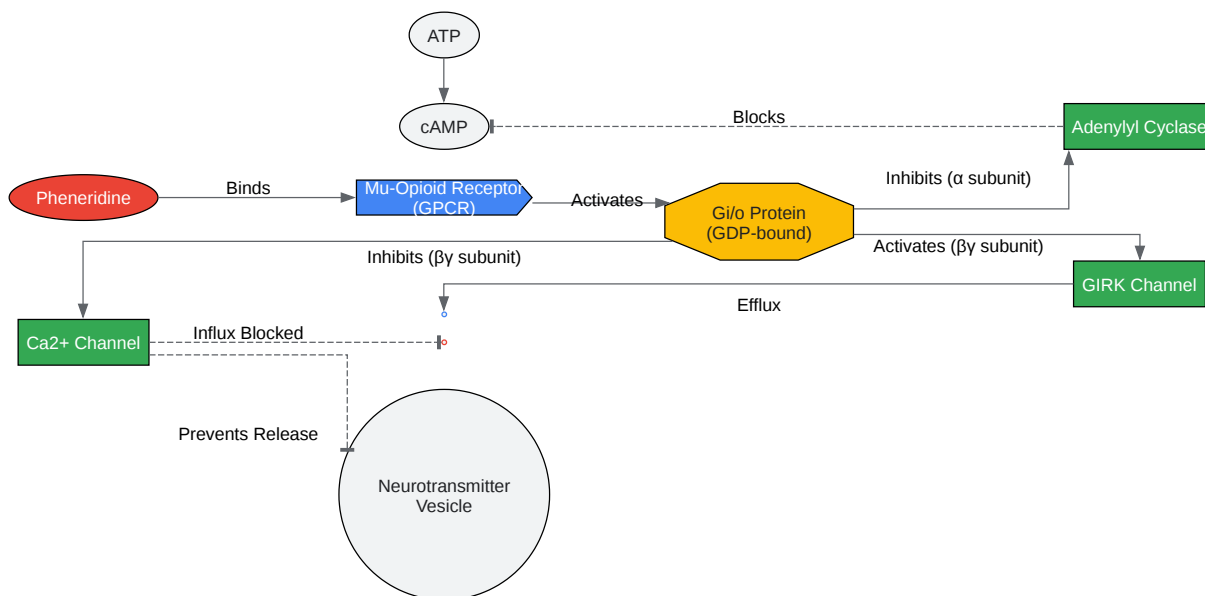 ATP
cAMP
Blocks
Adenylyl Cyclase
Pheneridine
Binds
Mu-Opioid Receptor
(GPCR)
Activates
Gi/o Protein
(GDP-bound)
Inhibits (α subunit)
Inhibits (βγ subunit)
Activates (βγ subunit)
GIRK Channel
Efflux
Ca2+ Channel
Influx Blocked
Prevents Release
Neurotransmitter
Vesicle